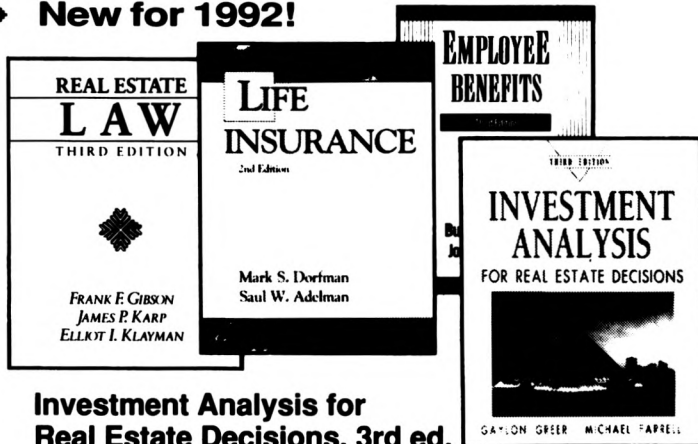 New for 1992!
REAL ESTATE
LAW
THIRD EDITION
FRANK F. GIBSON
JAMES P. KARP
ELLIOT I. KLAYMAN
LIFE
INSURANCE
2nd Edition
Mark S. Dorfman
Saul W. Adelman
EMPLOYEE
BENEFITS
Bu
Jo
THIRD EDITION
INVESTMENT
ANALYSIS
FOR REAL ESTATE DECISIONS
GAYLON GREER MICHAEL FARRELL
Investment Analysis for
Real Estate Decisions, 3rd ed.